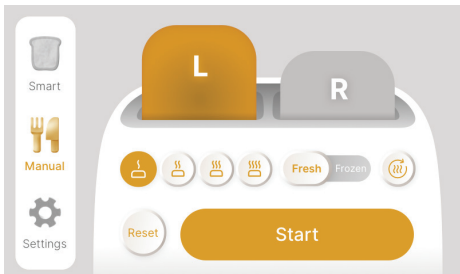 Smart
Manual
Settings
L
R
Fresh Frozen
Reset
Start